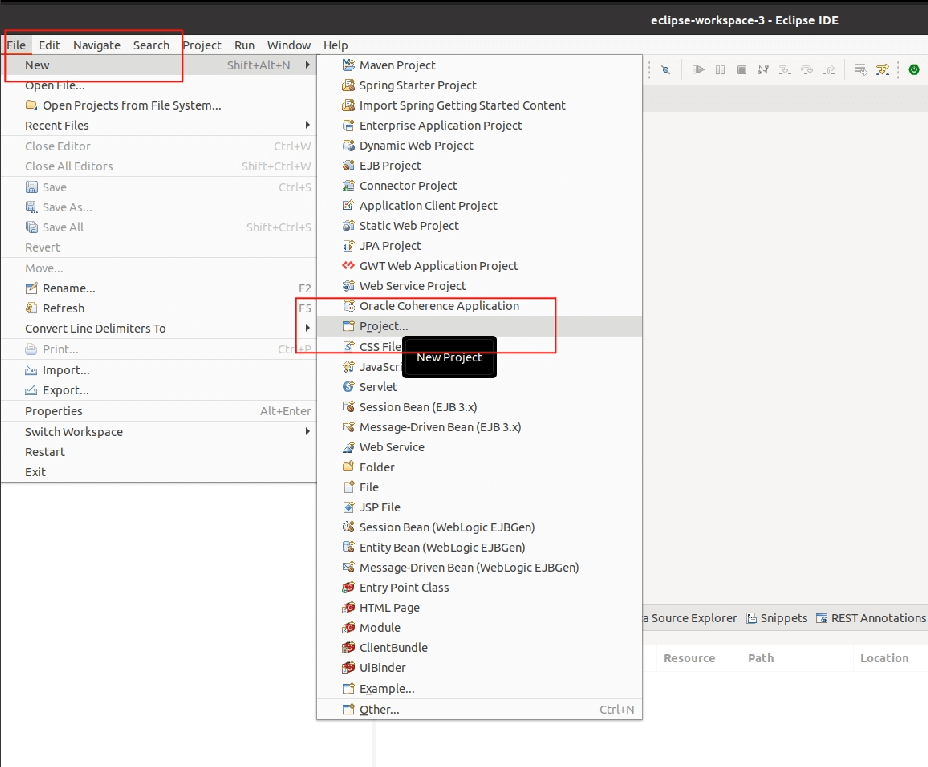 eclipse-workspace-3 - Eclipse IDE
File Edit Navigate Search Project Run Window Help
New Shift+Alt+N
Open File...
Open Projects from File System...
Recent Files
Close Editor Ctrl+W
Close All Editors Shift+Ctrl+W
Save Ctrl+S
Save As...
Save All Shift+Ctrl+S
Revert
Move...
Rename... F2
Refresh F5
Convert Line Delimiters To
Print... Ctrl+P
Import...
Export...
Properties Alt+Enter
Switch Workspace
Restart
Exit
Maven Project
Spring Starter Project
Import Spring Getting Started Content
Enterprise Application Project
Dynamic Web Project
EJB Project
Connector Project
Application Client Project
Static Web Project
JPA Project
GWT Web Application Project
Web Service Project
Oracle Coherence Application
Project...
CSS File
New Project
Servlet
Session Bean (EJB 3.x)
Message-Driven Bean (EJB 3.x)
Web Service
Folder
File
JSP File
Session Bean (WebLogic EJBGen)
Entity Bean (WebLogic EJBGen)
Message-Driven Bean (WebLogic EJBGen)
Entry Point Class
HTML Page
Module
ClientBundle
UiBinder
Example...
Other... Ctrl+N
a Source Explorer Snippets REST Annotations
Resource Path Location